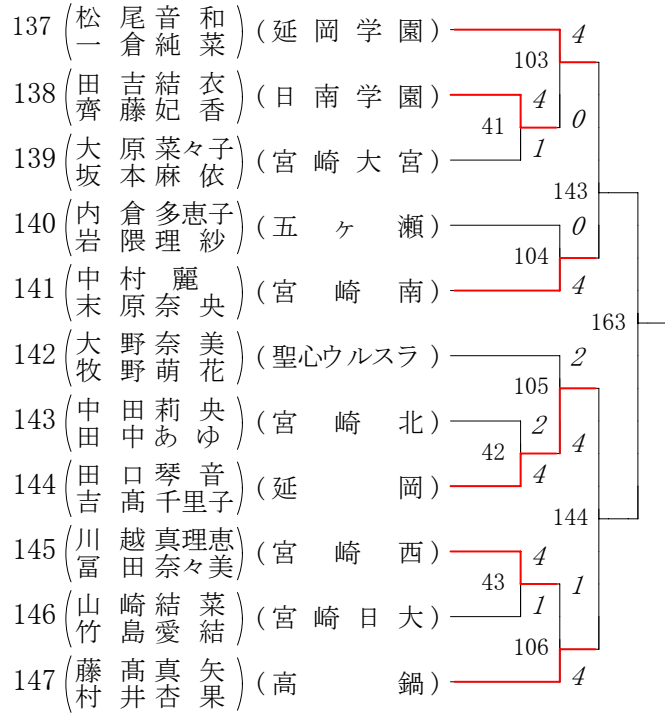 137 (松尾音和 一倉純菜) (延岡学園) 4
103
138 (田吉結衣 齊藤妃香) (日南学園) 4 0
41
139 (大原菜々子 坂本麻依) (宮崎大宮) 1
143
140 (内倉多恵子 岩隈理紗) (五ヶ瀬) 0
104
141 (中村麗 末原奈央) (宮崎南) 4
163
142 (大野奈美 牧野萌花) (聖心ウルスラ) 2
105
143 (中田莉央 田中あゆ) (宮崎北) 2 4
42
144 (田口琴音 吉髙千里子) (延岡) 4
144
145 (川越真理恵 冨田奈々美) (宮崎西) 4 1
43
146 (山崎結菜 竹島愛結) (宮崎日大) 1
106
147 (藤髙真矢 村井杏果) (高鍋) 4